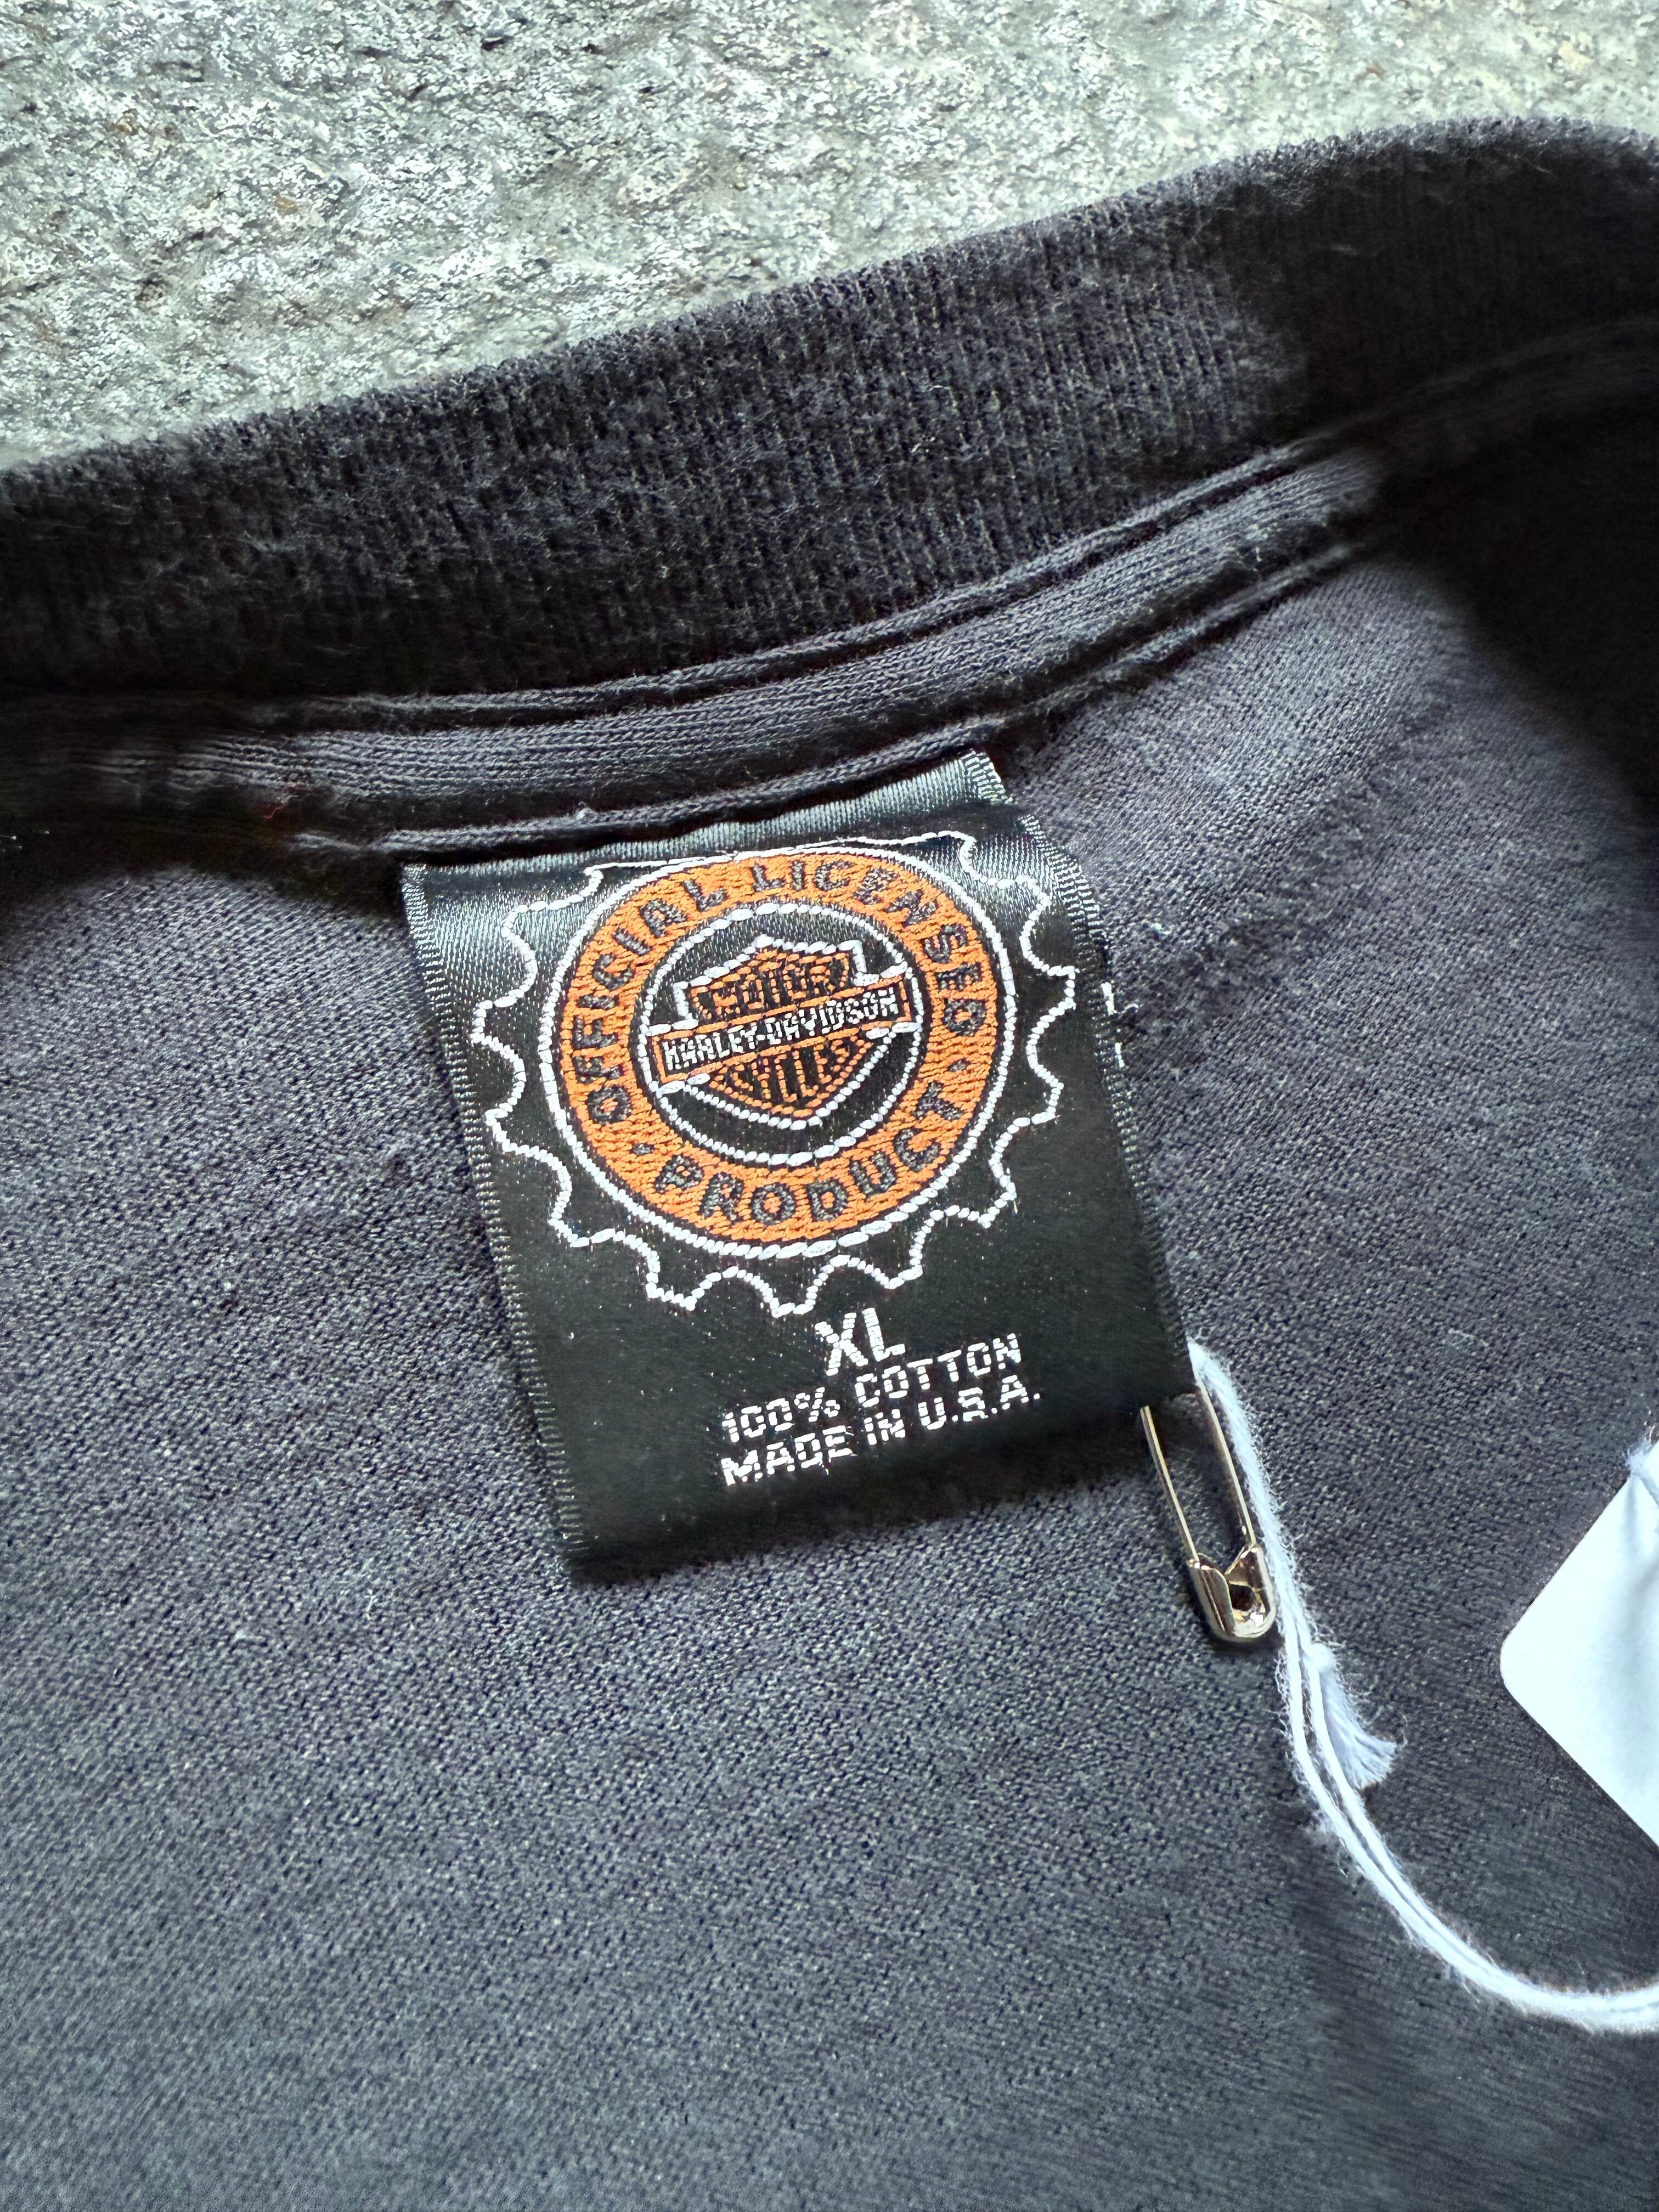 OFFICIAL LICENSED
MOTOR
HARLEY-DAVIDSON
CYCLES
• PRODUCT •
XL
100% COTTON
MADE IN U.S.A.